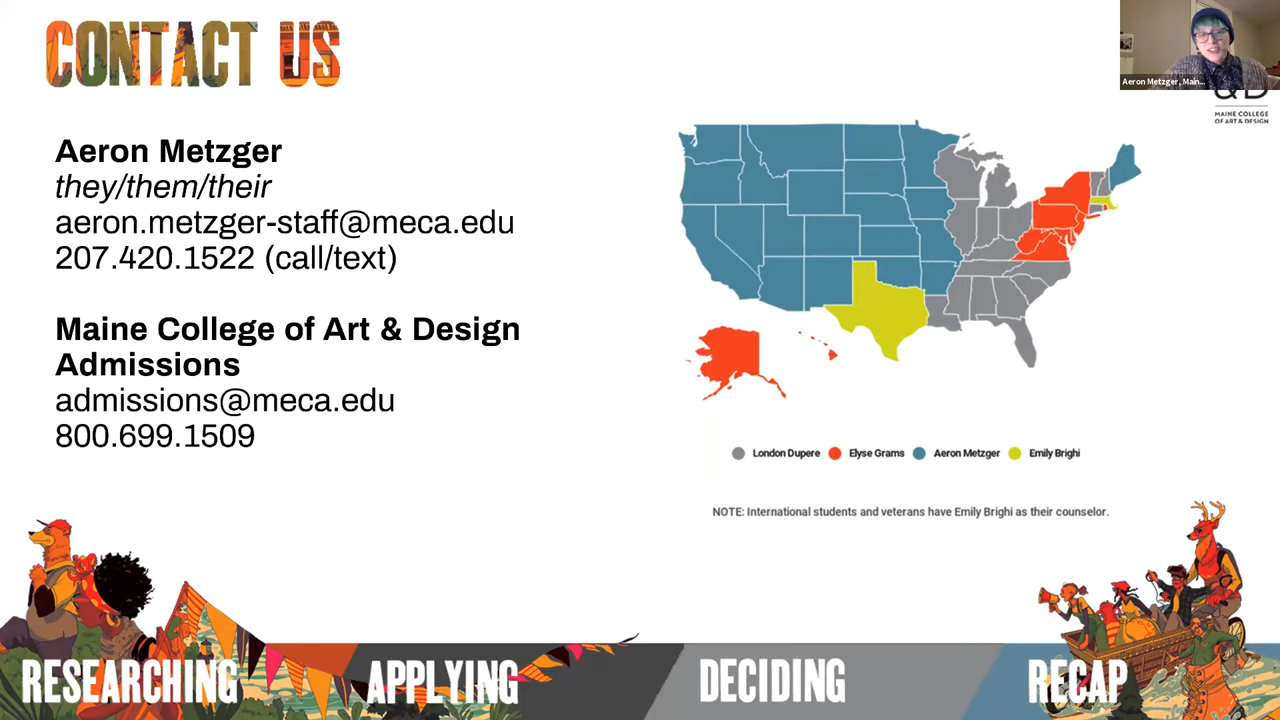 CONTACT US
Aeron Metzger, Main...
MAINE COLLEGE
OF ART & DESIGN
Aeron Metzger
they/them/their
aeron.metzger-staff@meca.edu
207.420.1522 (call/text)
Maine College of Art & Design
Admissions
admissions@meca.edu
800.699.1509
London Dupere Elyse Grams Aeron Metzger Emily Brighi
NOTE: International students and veterans have Emily Brighi as their counselor.
RESEARCHING APPLYING DECIDING RECAP